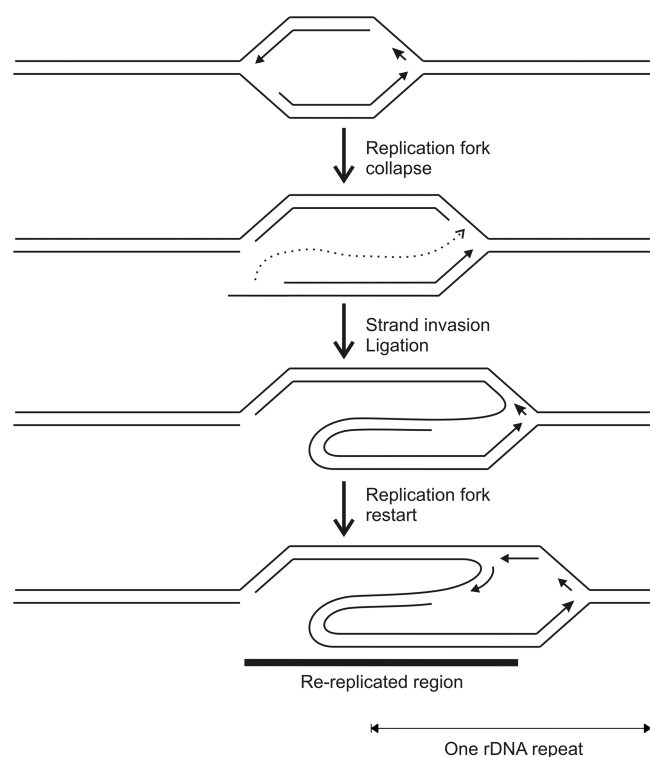 Replication fork
collapse
Strand invasion
Ligation
Replication fork
restart
Re-replicated region
One rDNA repeat